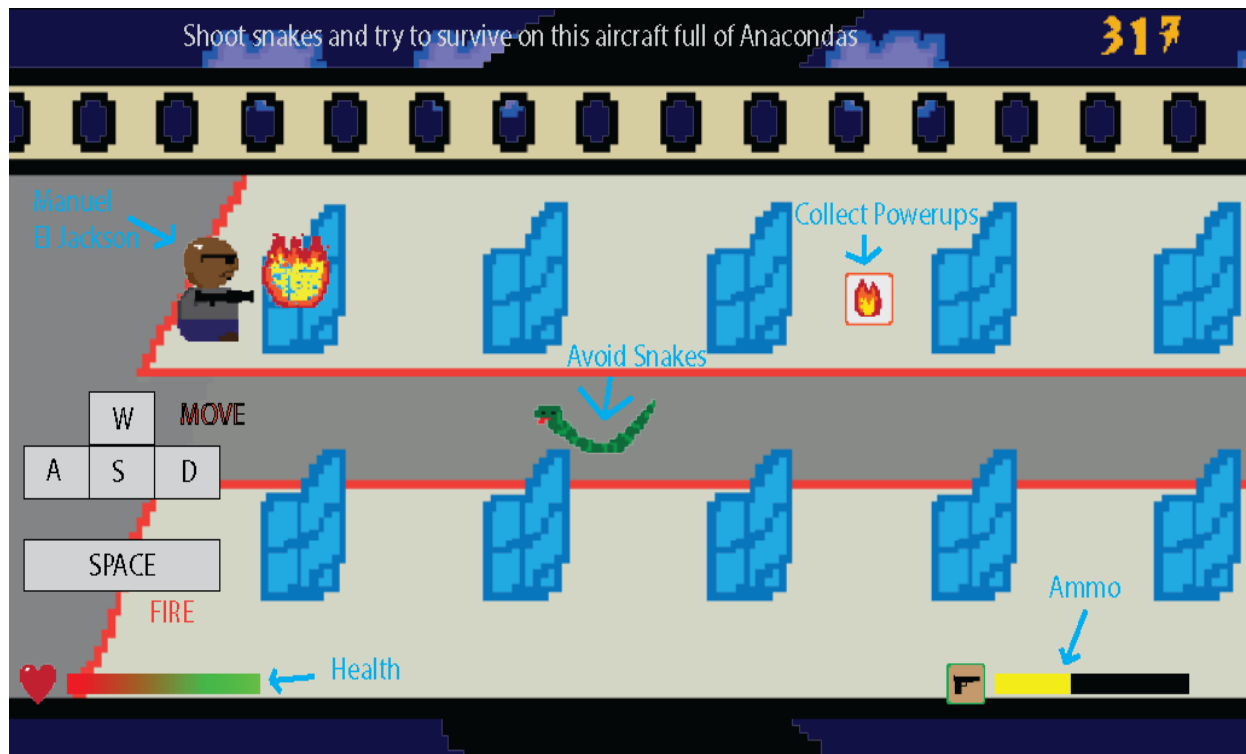 Shoot snakes and try to survive on this aircraft full of Anacondas
317
Manuel
El Jackson
Collect Powerups
Avoid Snakes
W
MOVE
A S D
SPACE
FIRE
Ammo
Health